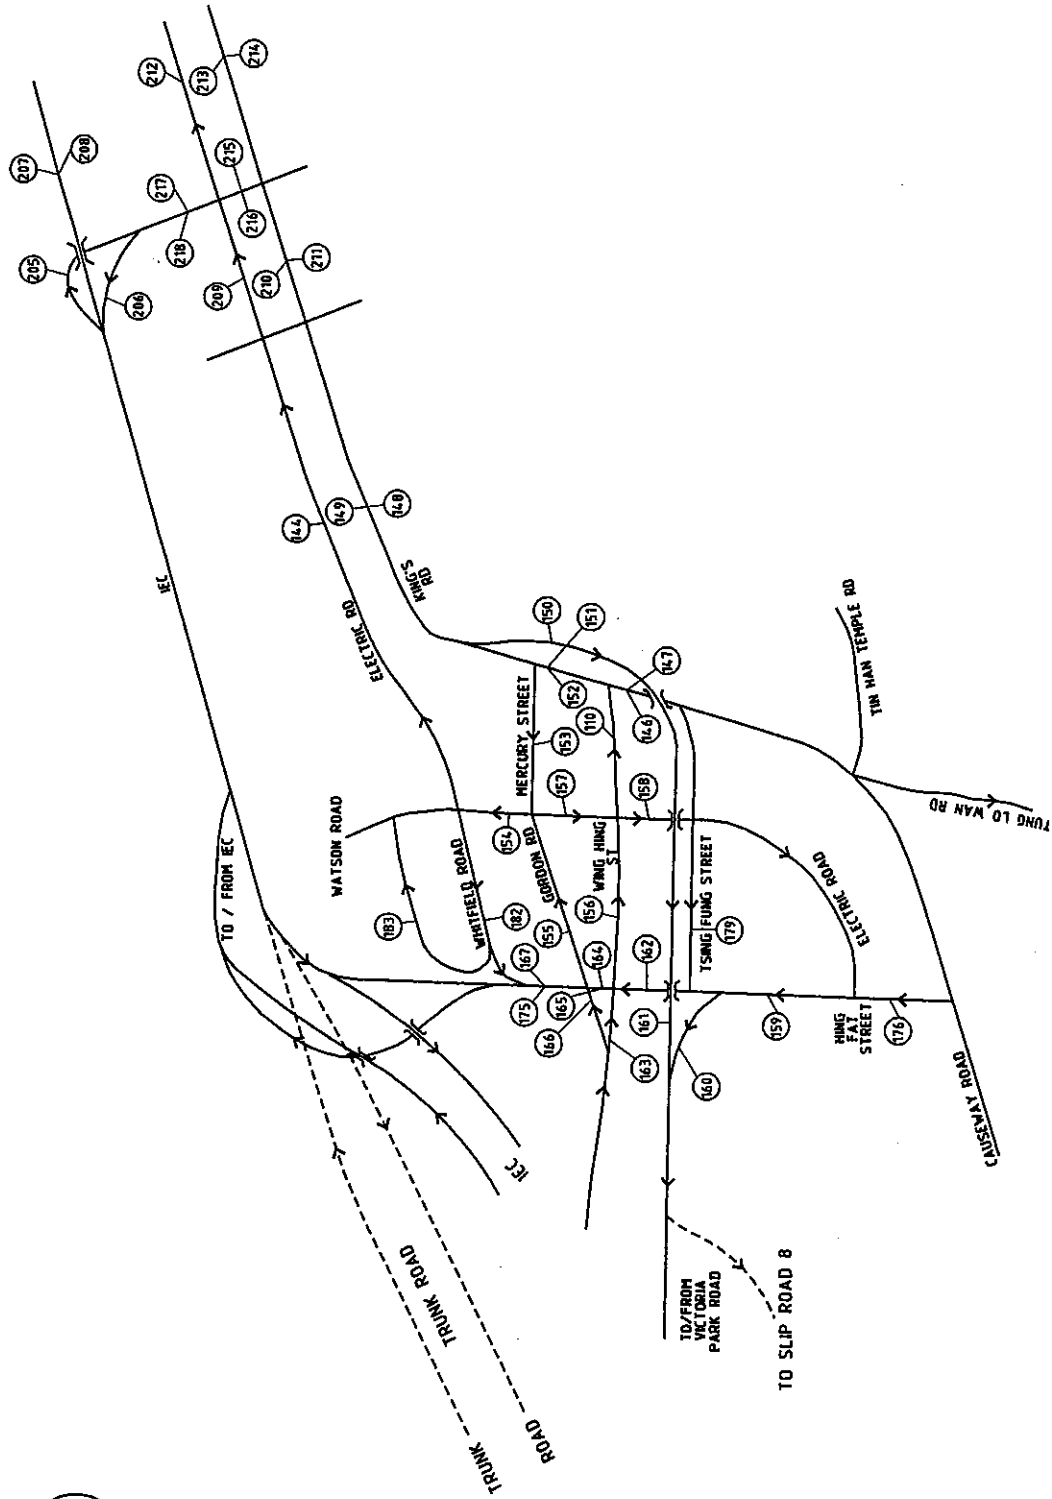 207
208
205
206
217
218
212
213
214
215
216
209
210
211
IEC
144
149
148
ELECTRIC RD
KING'S
RD
TO / FROM IEC
WATSON ROAD
MERCURY STREET
150
151
152
147
146
110
153
157
154
158
183
WHITFIELD ROAD
182
GORDON RD
WING HING
ST
155
156
167
164
162
TSING FUNG STREET
179
ELECTRIC ROAD
TIN HAN TEMPLE RD
TUNG LO WAN RD
175
165
166
163
161
160
159
HING
FAT
STREET
176
CAUSEWAY ROAD
IEC
TRUNK ROAD
TRUNK
ROAD
TO/FROM
VICTORIA
PARK ROAD
TO SLIP ROAD 8